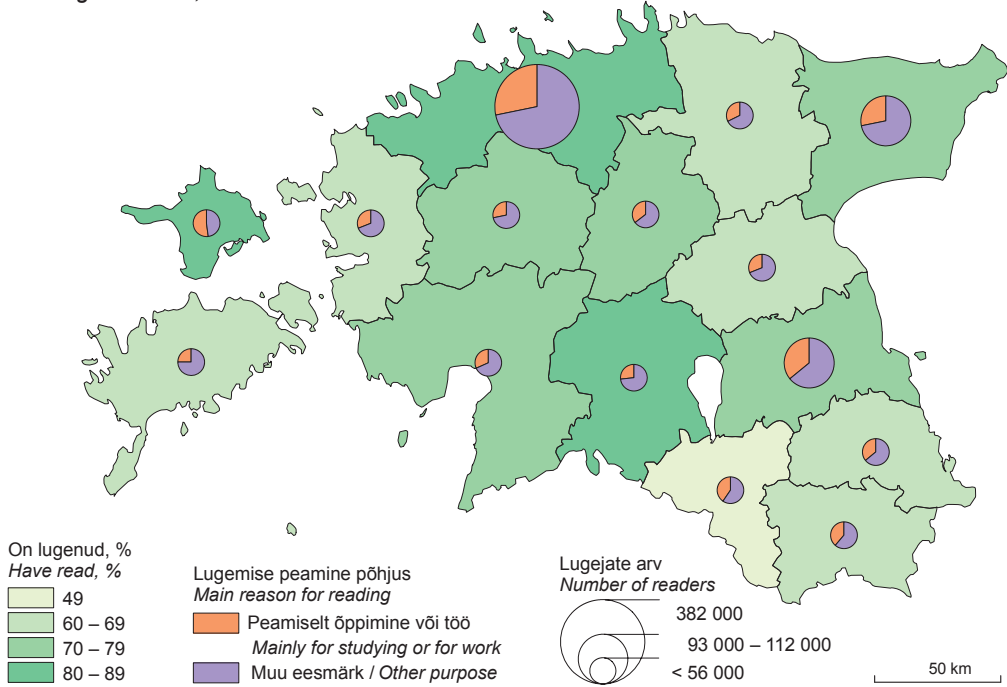 On lugenud, %
Have read, %
49
60 – 69
70 – 79
80 – 89
Lugemise peamine põhjus
Main reason for reading
Peamiselt õppimine või töö
Mainly for studying or for work
Muu eesmärk / Other purpose
Lugejate arv
Number of readers
382 000
93 000 – 112 000
< 56 000
50 km